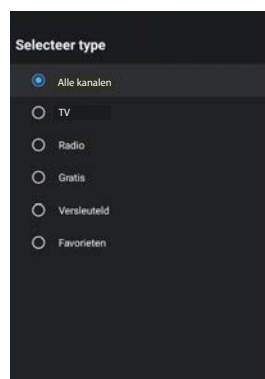 Selecteer type
Alle kanalen
TV
Radio
Gratis
Versleuteld
Favorieten